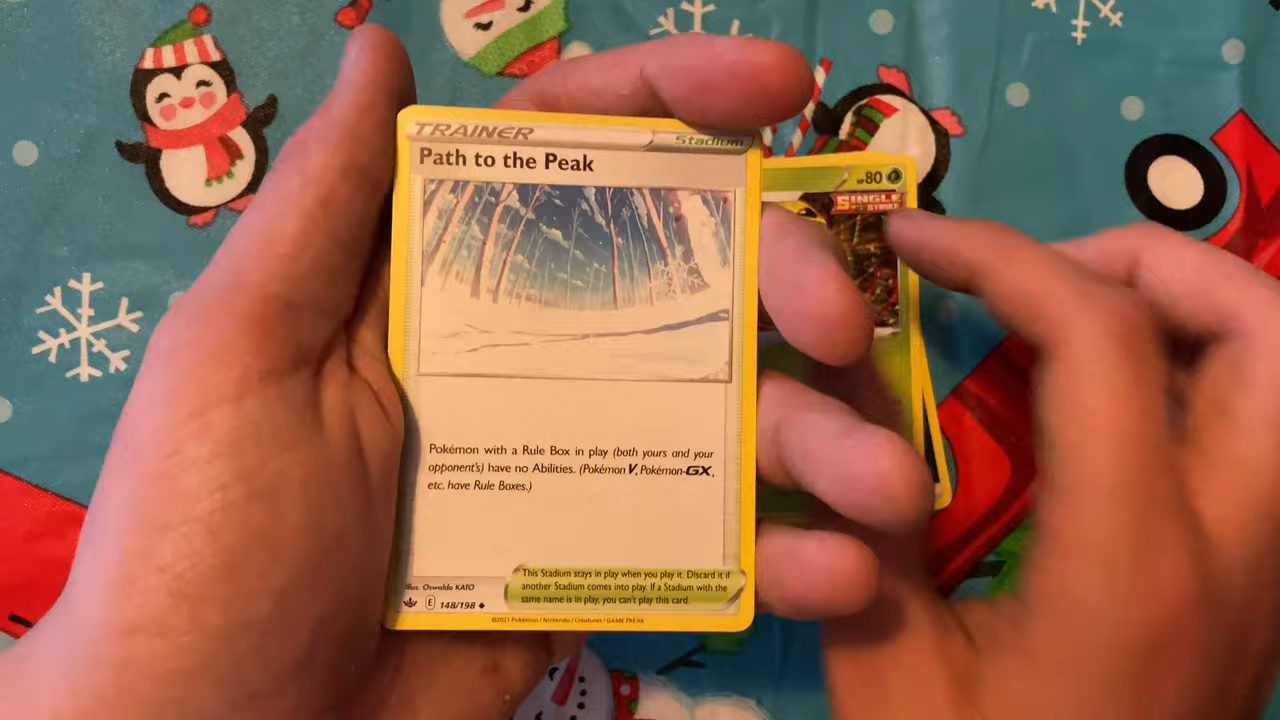 TRAINER
Stadium
Path to the Peak
HP80
SINGLE
STRIKE
Pokémon with a Rule Box in play (both yours and your
opponent's) have no Abilities. (Pokémon V, Pokémon-GX,
etc. have Rule Boxes.)
This Stadium stays in play when you play it. Discard it if
another Stadium comes into play. If a Stadium with the
same name is in play, you can't play this card.
Illus. Oswaldo KATO
E 148/198
©2021 Pokémon / Nintendo / Creatures / GAME FREAK